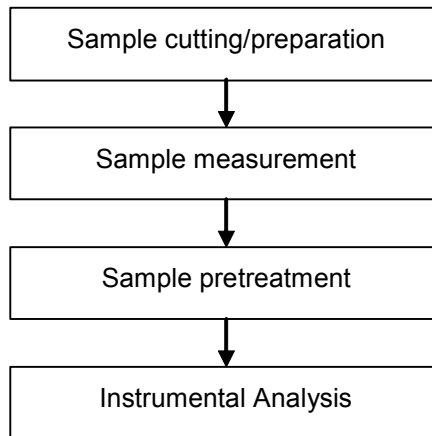 Sample cutting/preparation
Sample measurement
Sample pretreatment
Instrumental Analysis